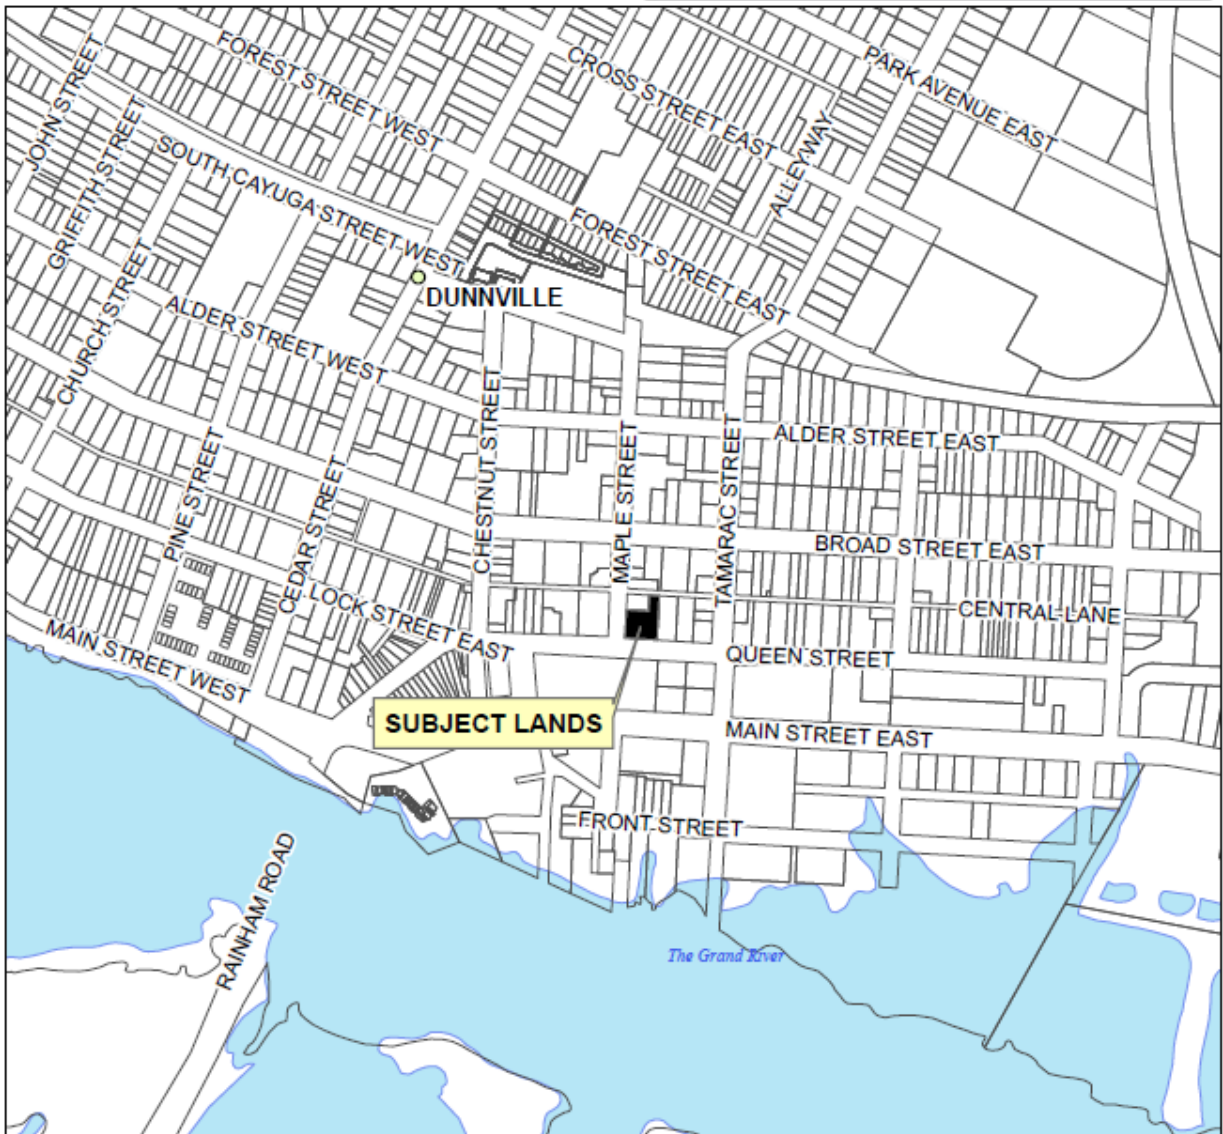 PARK AVENUE EAST
CROSS STREET EAST
FOREST STREET WEST
JOHN STREET
GRIFFITH STREET
SOUTH CAYUGA STREET WEST
ALLEYWAY
FOREST STREET EAST
DUNNVILLE
CHURCH STREET
ALDER STREET WEST
CHESTNUT STREET
MAPLE STREET
TAMARAC STREET
ALDER STREET EAST
PINE STREET
CEDAR STREET
BROAD STREET EAST
LOCK STREET EAST
CENTRAL LANE
MAIN STREET WEST
QUEEN STREET
SUBJECT LANDS
MAIN STREET EAST
FRONT STREET
RAINHAM ROAD
The Grand River